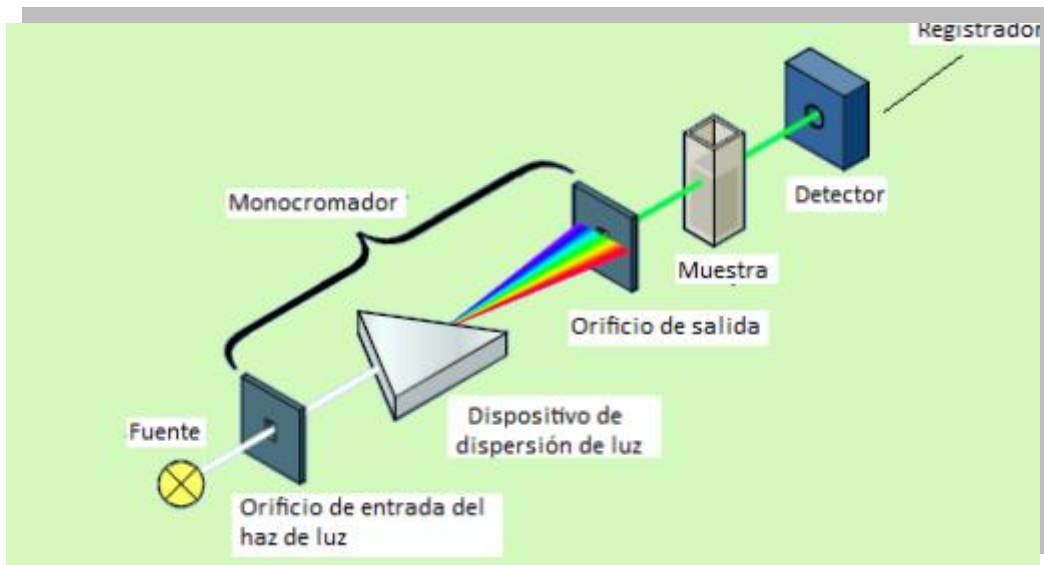 Registrador
Monocromador
Detector
Muestra
Orificio de salida
Dispositivo de
dispersión de luz
Fuente
Orificio de entrada del
haz de luz